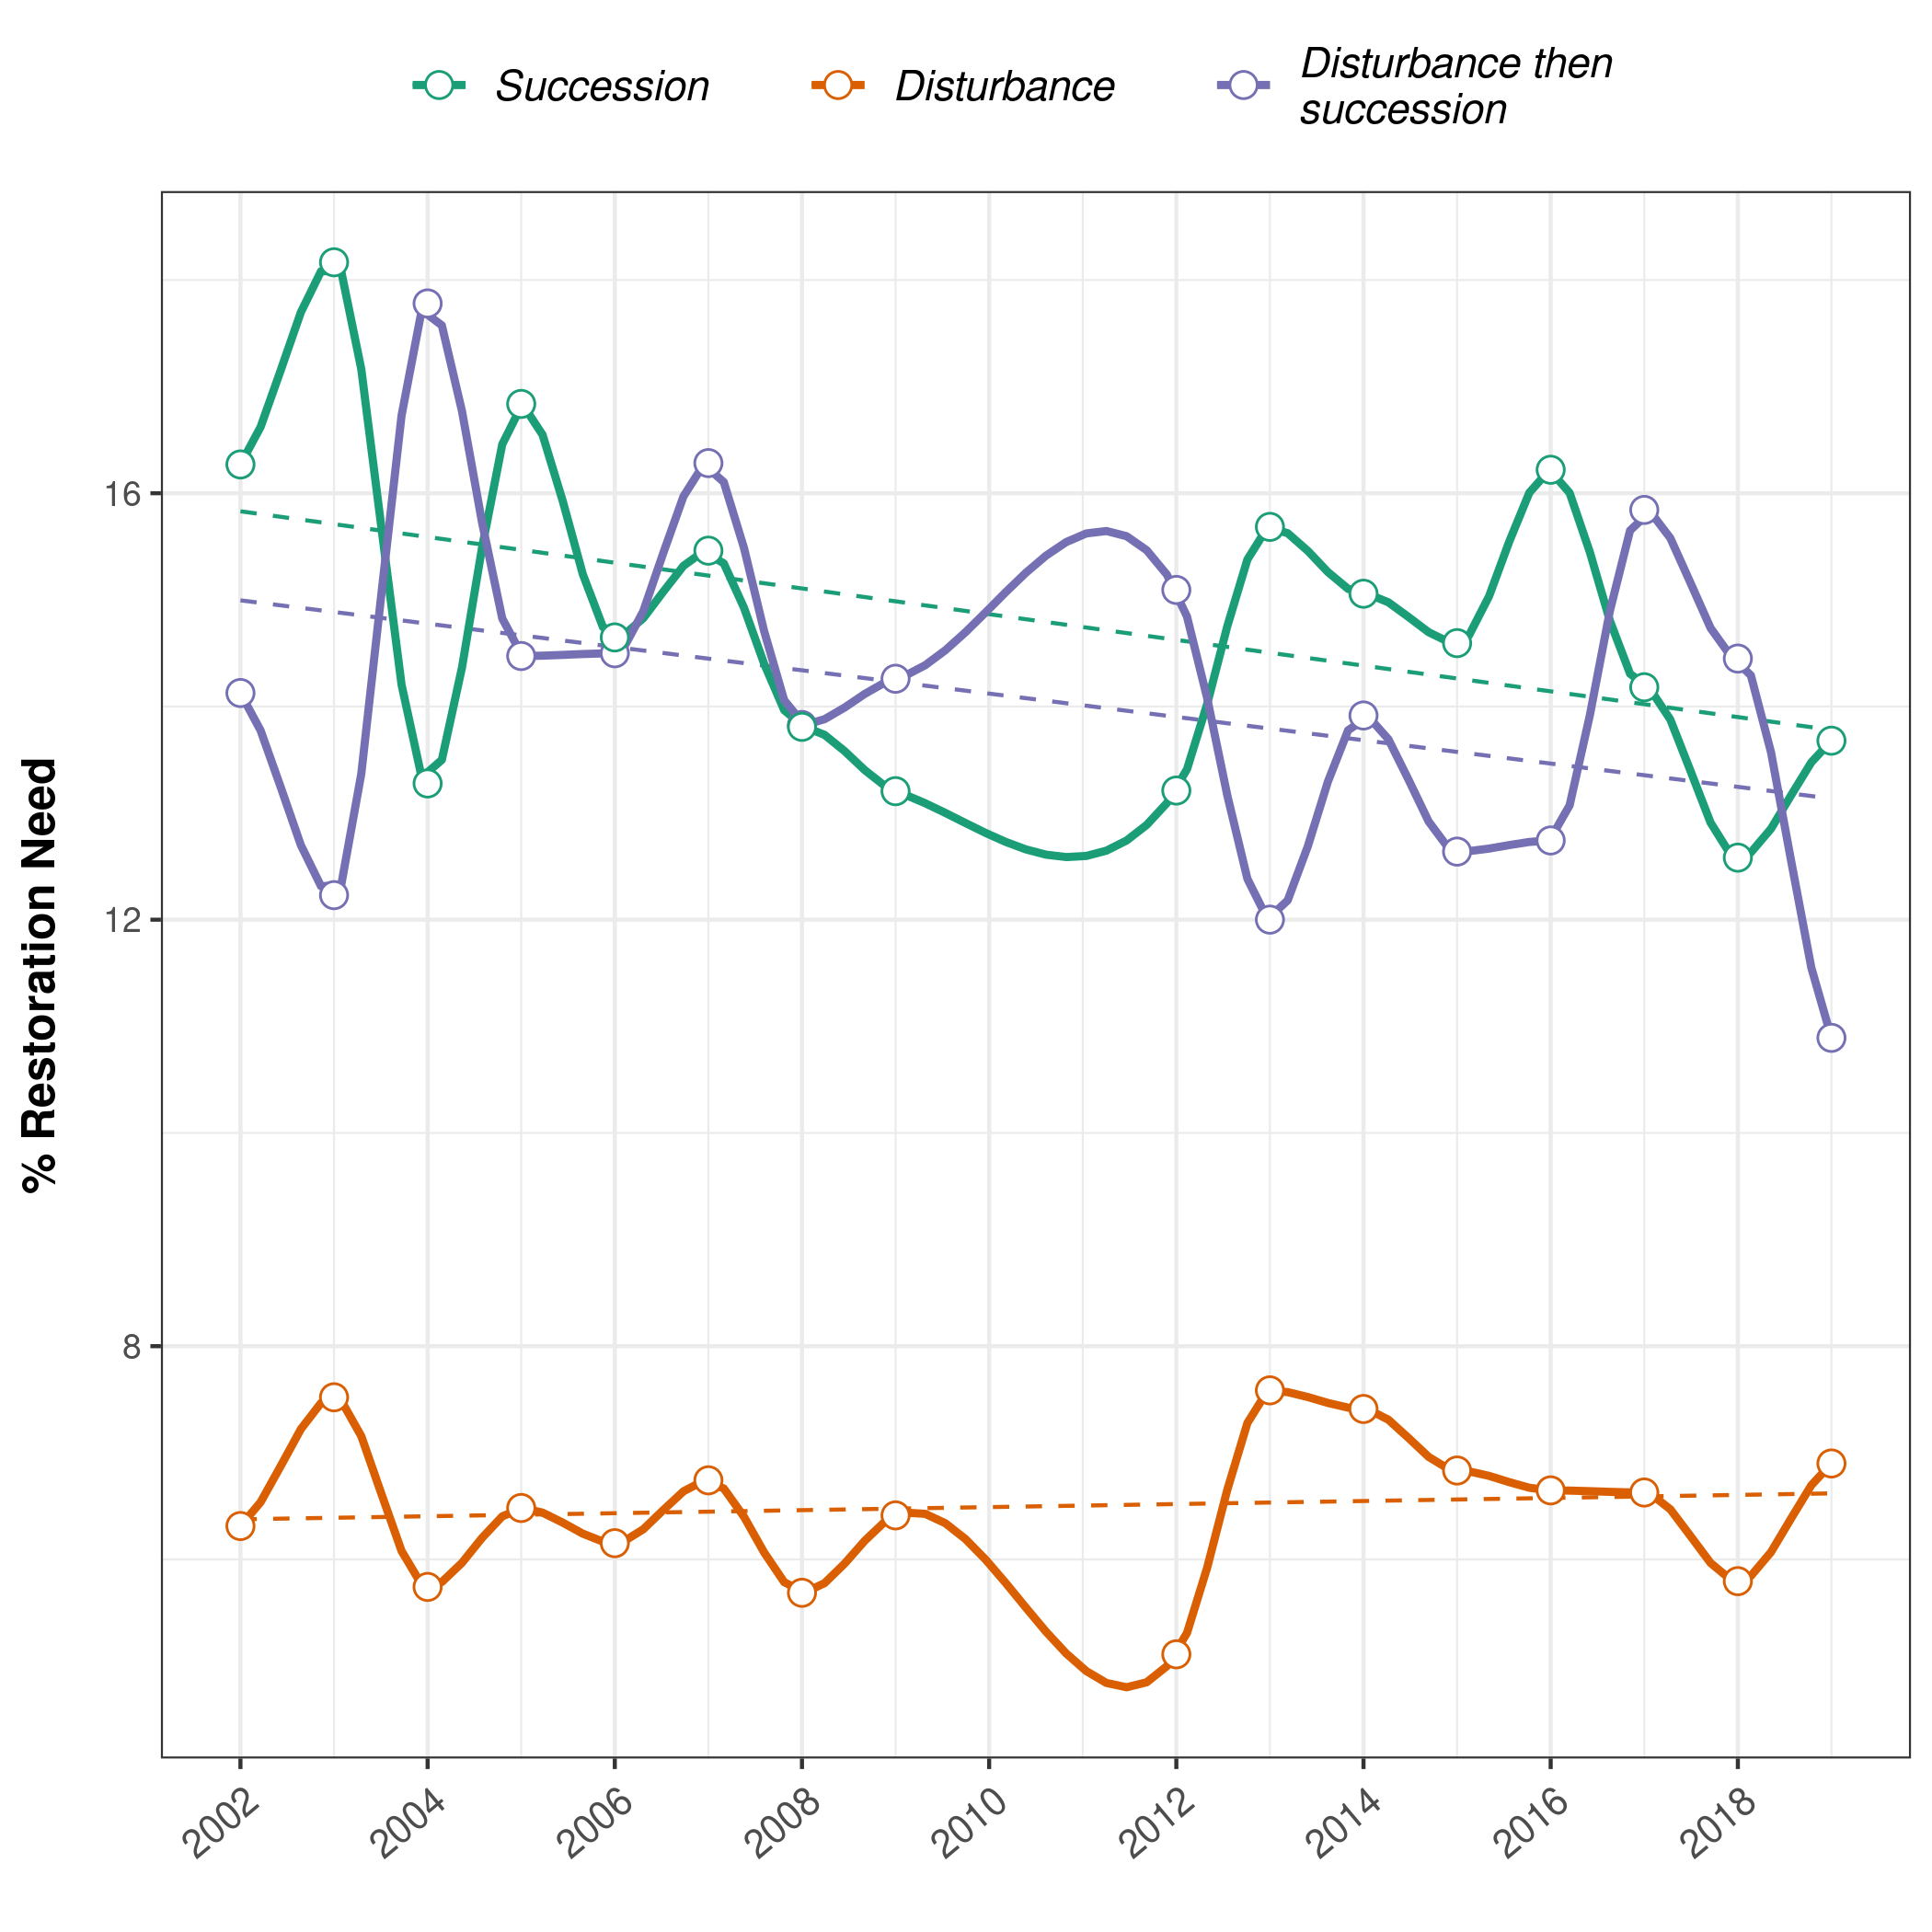 Succession
Disturbance
Disturbance then
succession
% Restoration Need
16
12
8
2002
2004
2006
2008
2010
2012
2014
2016
2018